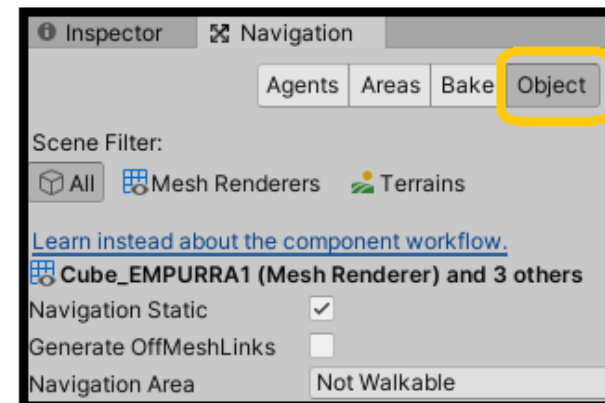 Inspector Navigation
Agents Areas Bake Object
Scene Filter:
All Mesh Renderers Terrains
Learn instead about the component workflow.
Cube_EMPURRA1 (Mesh Renderer) and 3 others
Navigation Static
Generate OffMeshLinks
Navigation Area Not Walkable